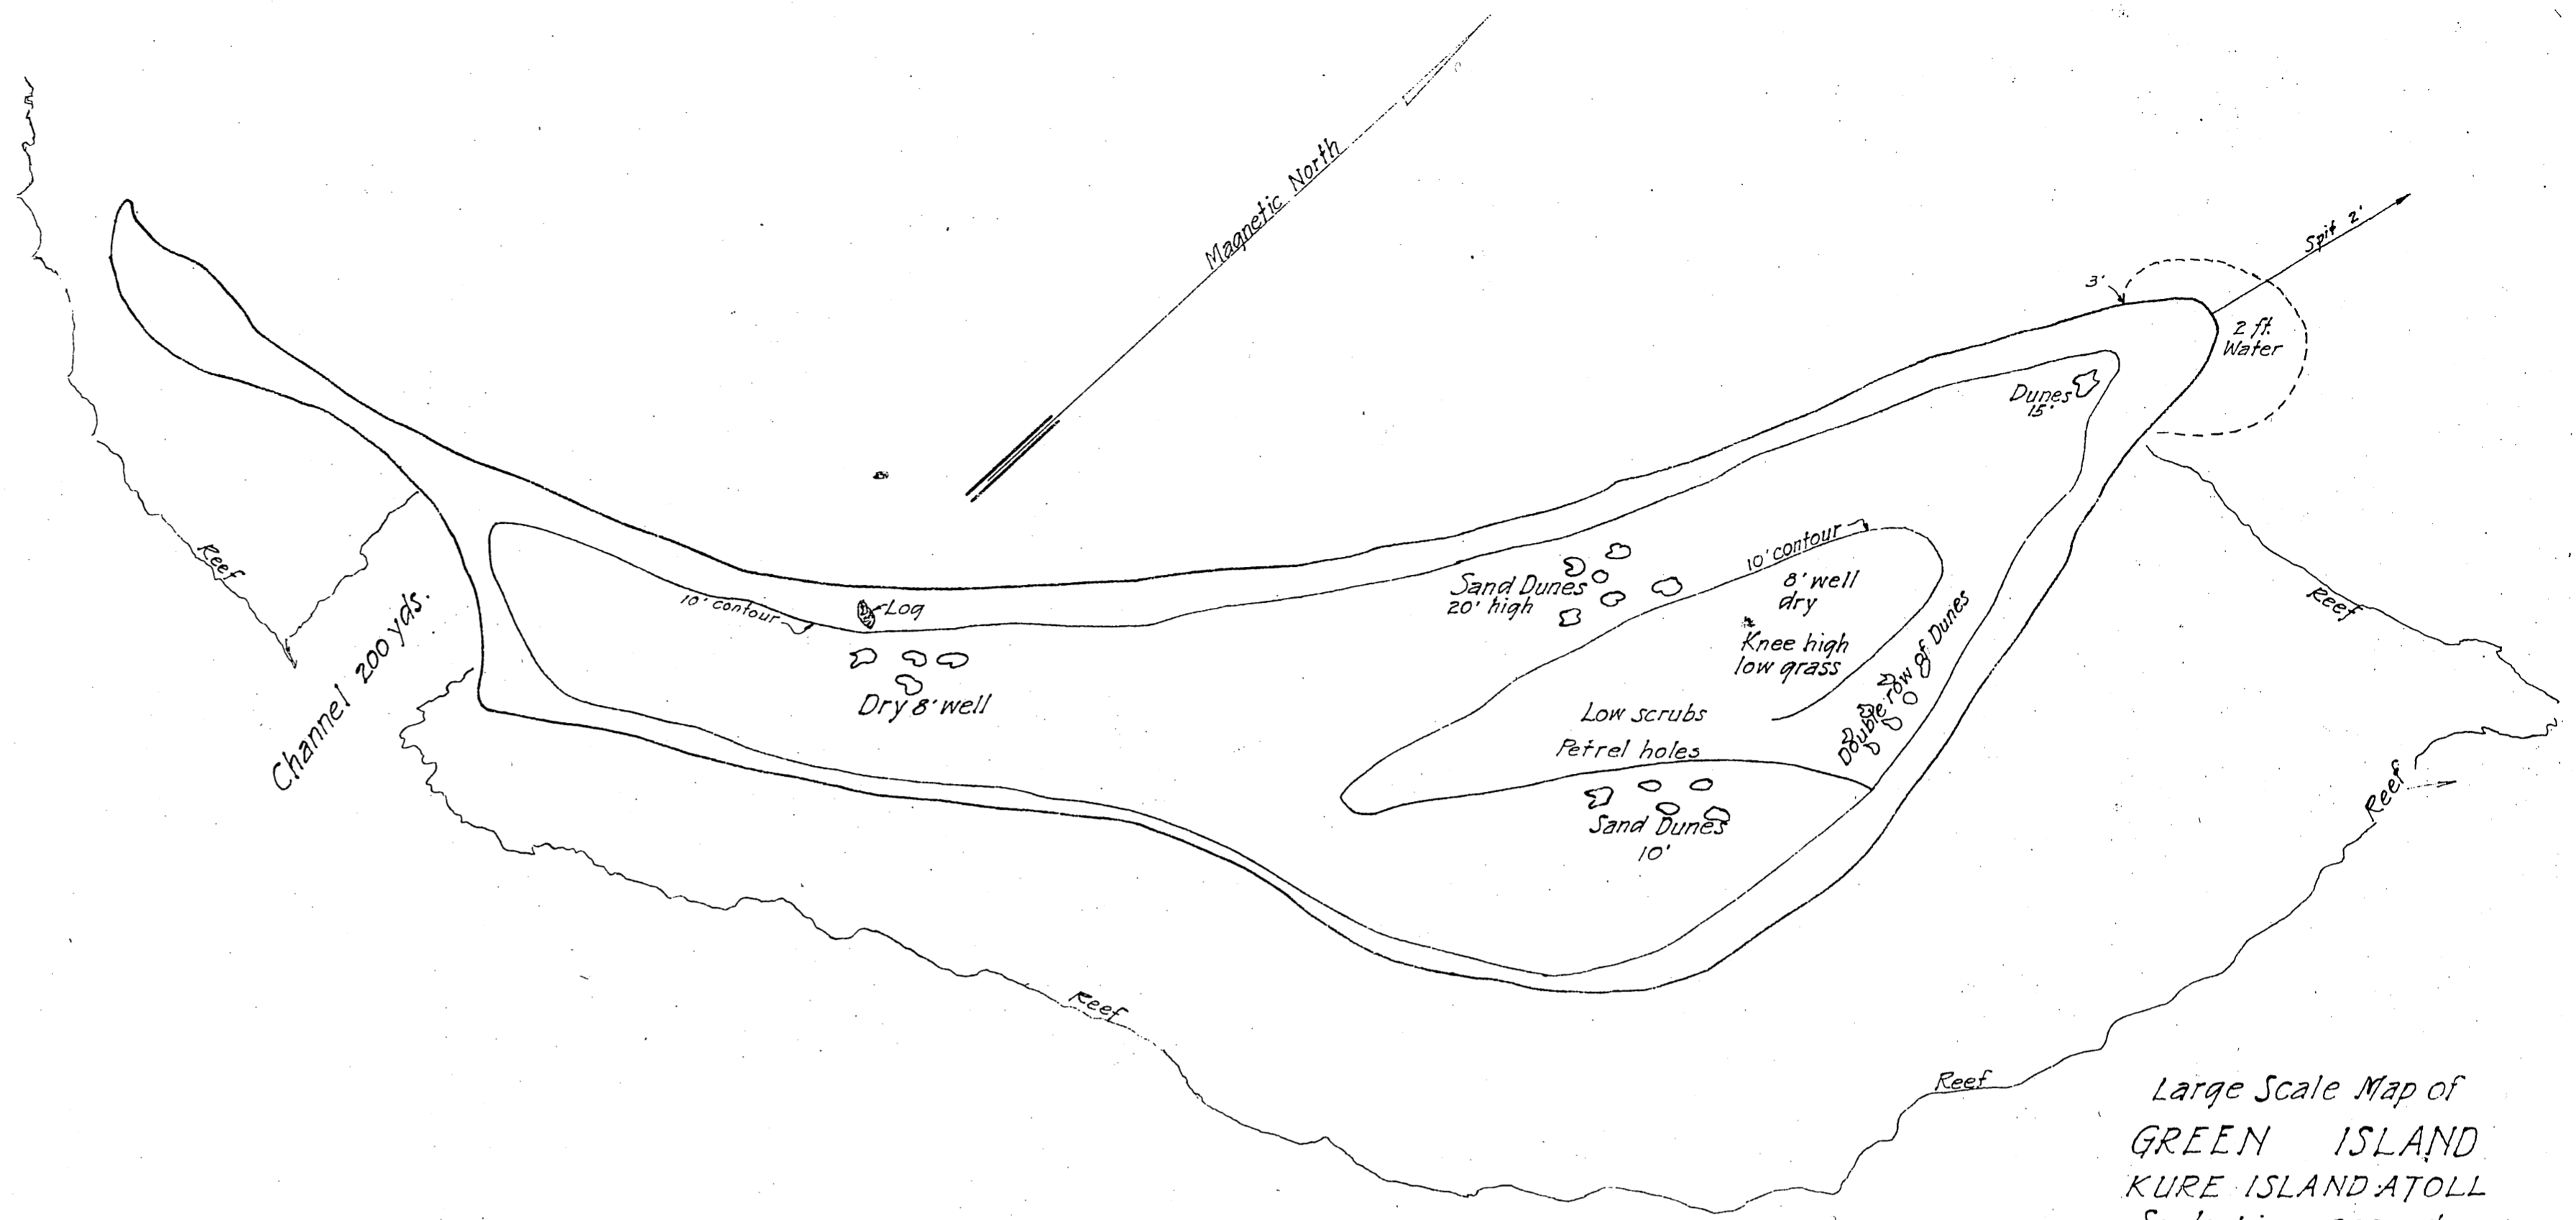 Magnetic North
Spit 2'
3'
2 ft.
Water
Dunes
15'
Reef
Channel 200 yds.
10' contour
Log
Dry 8' well
Sand Dunes
20' high
10' contour
8' well
dry
Knee high
low grass
Double row of Dunes
Low scrubs
Petrel holes
Sand Dunes
10'
Reef
Reef
Reef
Reef
Large Scale Map of
GREEN ISLAND
KURE ISLAND ATOLL